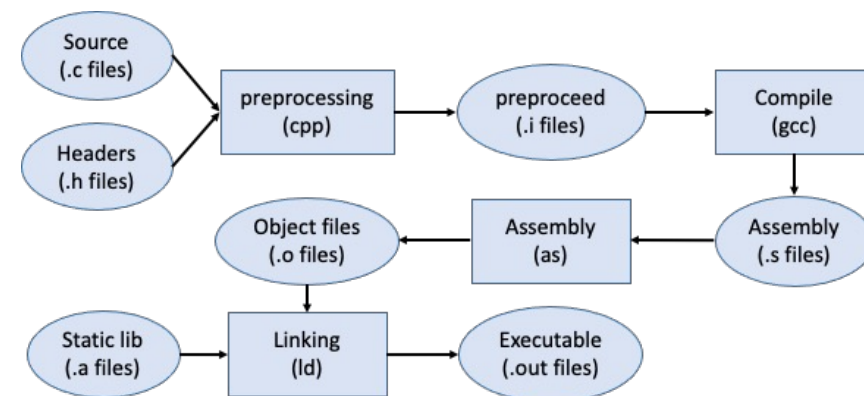 Source
(.c files)
Headers
(.h files)
preprocessing
(cpp)
preproceed
(.i files)
Compile
(gcc)
Object files
(.o files)
Assembly
(as)
Assembly
(.s files)
Static lib
(.a files)
Linking
(ld)
Executable
(.out files)